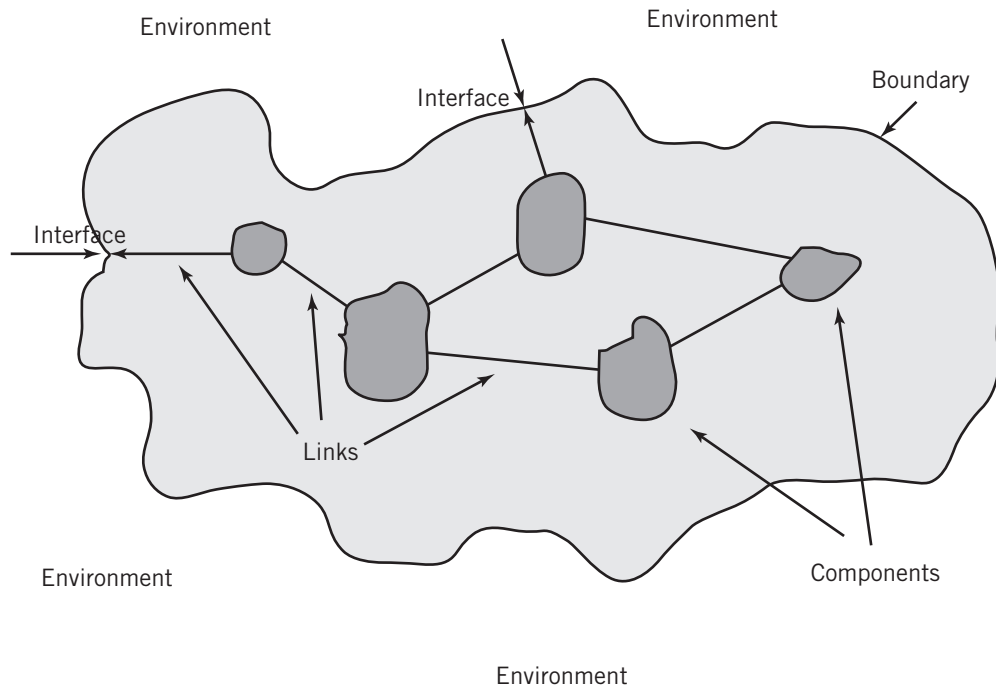 Environment
Environment
Boundary
Interface
Interface
Links
Environment
Components
Environment